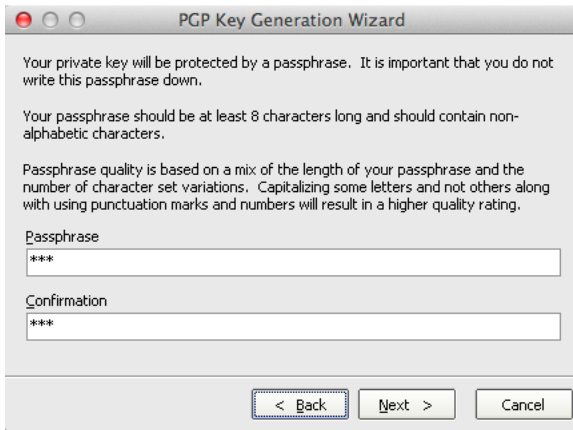 PGP Key Generation Wizard
Your private key will be protected by a passphrase.  It is important that you do not
write this passphrase down.
Your passphrase should be at least 8 characters long and should contain non-
alphabetic characters.
Passphrase quality is based on a mix of the length of your passphrase and the
number of character set variations.  Capitalizing some letters and not others along
with using punctuation marks and numbers will result in a higher quality rating.
Passphrase
***
Confirmation
***
< Back    Next >    Cancel